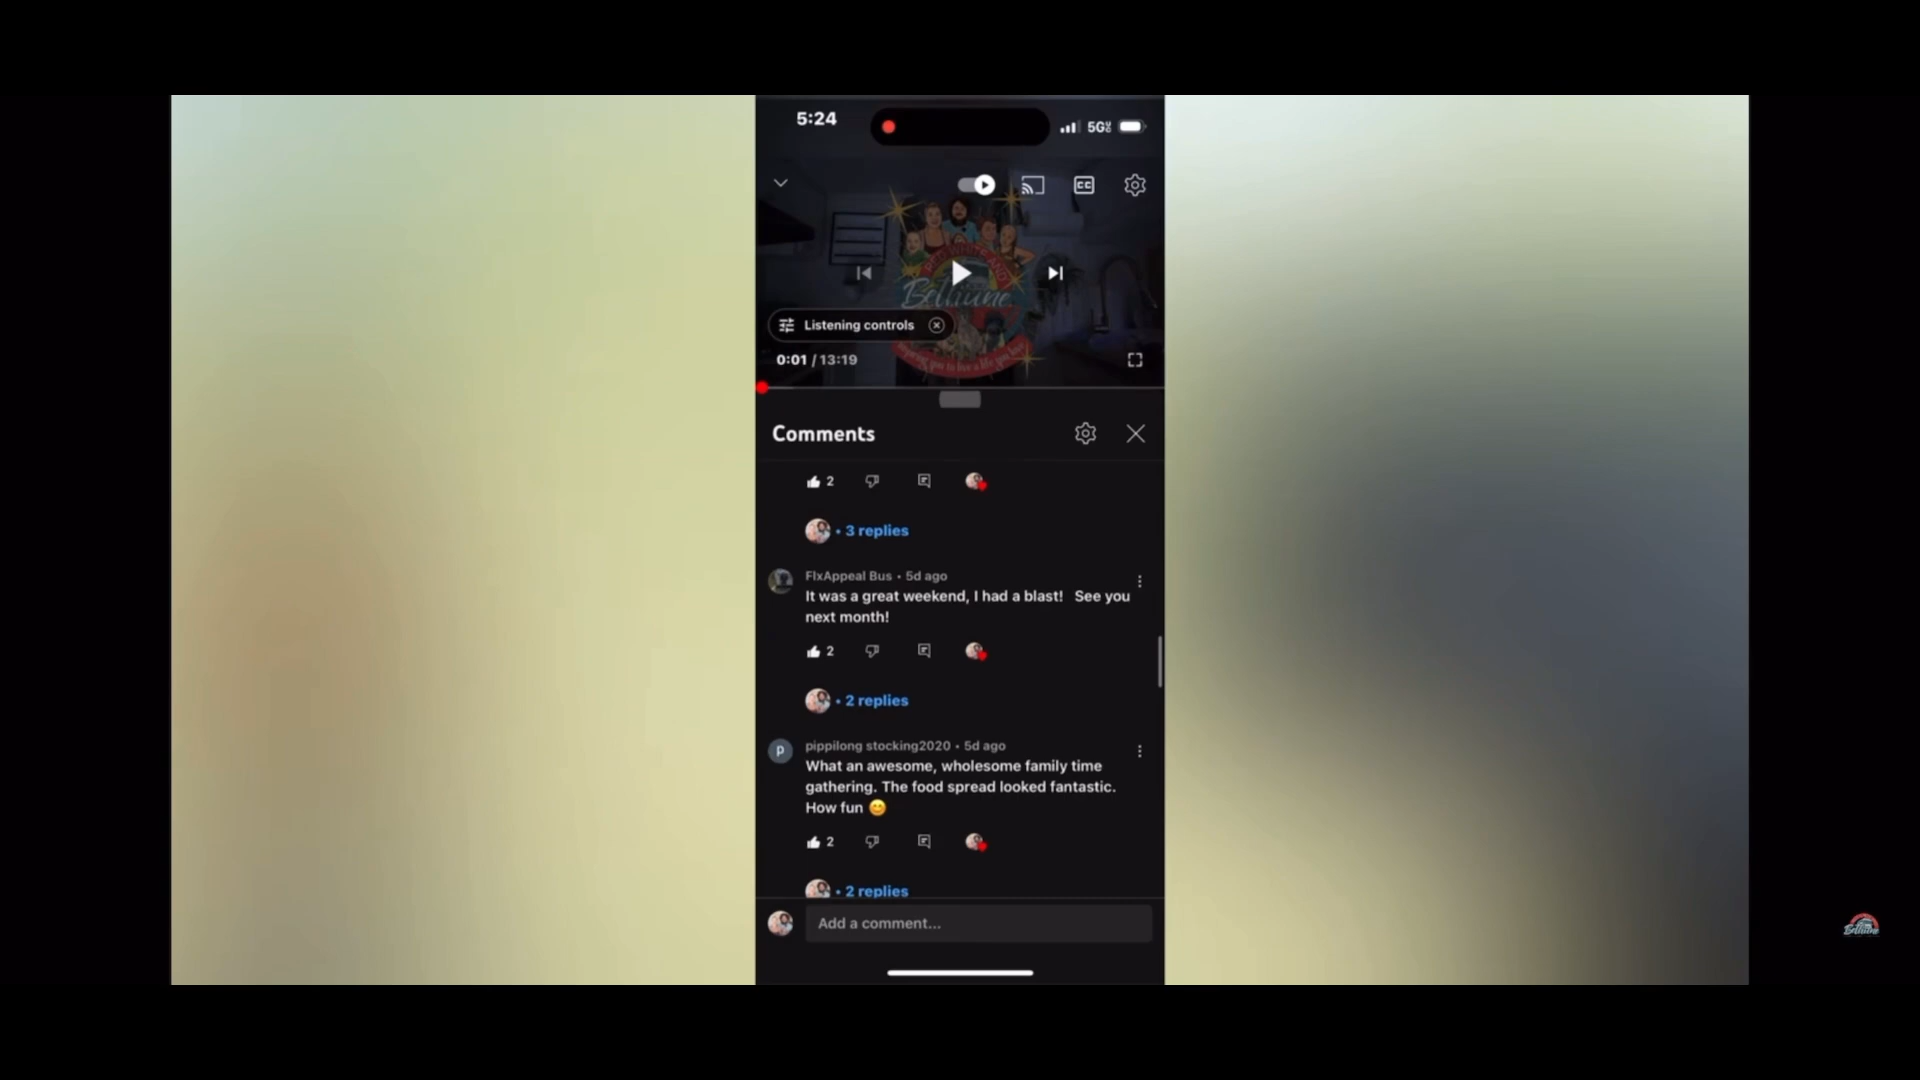 5:24
5G
CC
Bethune
Listening controls
0:01 / 13:19
Comments
2
• 3 replies
FlxAppeal Bus • 5d ago
It was a great weekend, I had a blast! See you
next month!
2
• 2 replies
p
pippilong stocking2020 • 5d ago
What an awesome, wholesome family time
gathering. The food spread looked fantastic.
How fun 😊
2
• 2 replies
Add a comment...